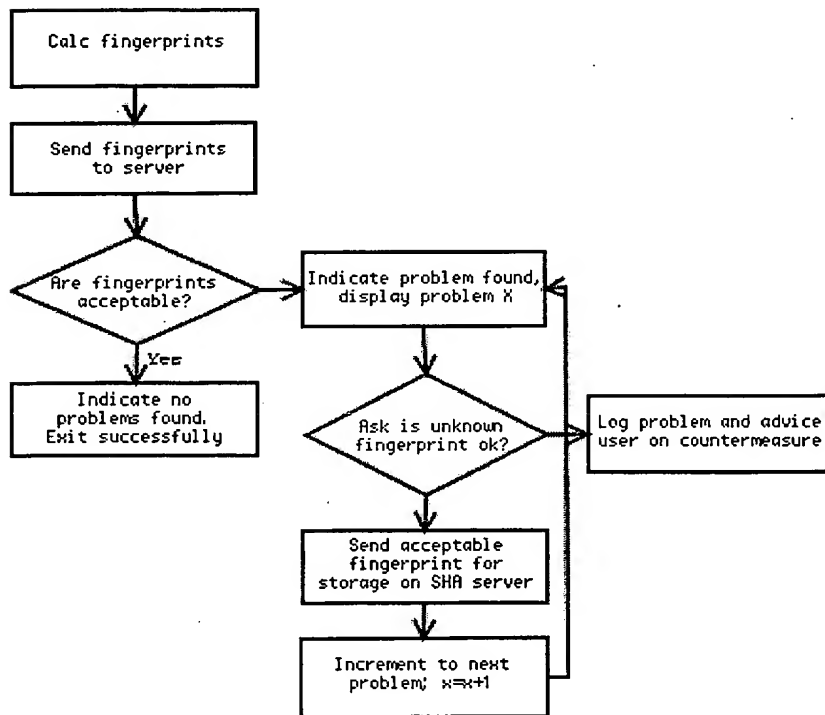 Calc fingerprints
Send fingerprints
to server
Are fingerprints
acceptable?
Yes
Indicate no
problems found.
Exit successfully
Indicate problem found,
display problem X
Ask is unknown
fingerprint ok?
Log problem and advice
user on countermeasure
Send acceptable
fingerprint for
storage on SHA server
Increment to next
problem; x=x+1